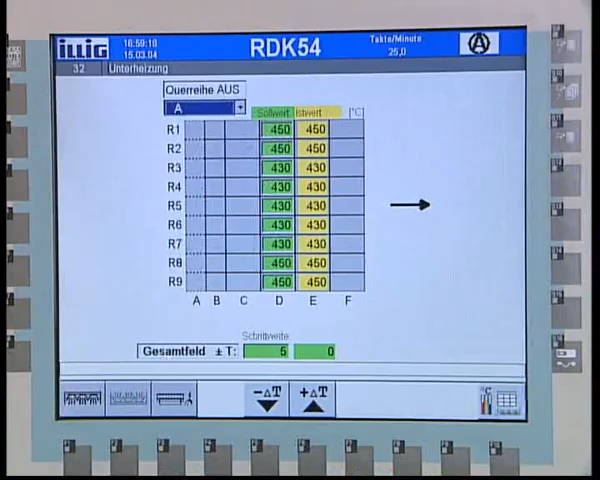 ILLIG
16:59:10
15.03.04
RDK54
Takte/Minute
25,0
A
32 Unterheizung
Querreihe AUS
A
Sollwert Istwert [°C]
R1 450 450
R2 450 450
R3 430 430
R4 430 430
R5 430 430
R6 430 430
R7 430 430
R8 450 450
R9 450 450
A B C D E F
Schrittweite
Gesamtfeld ± T: 5 0
−ΔT +ΔT
°C